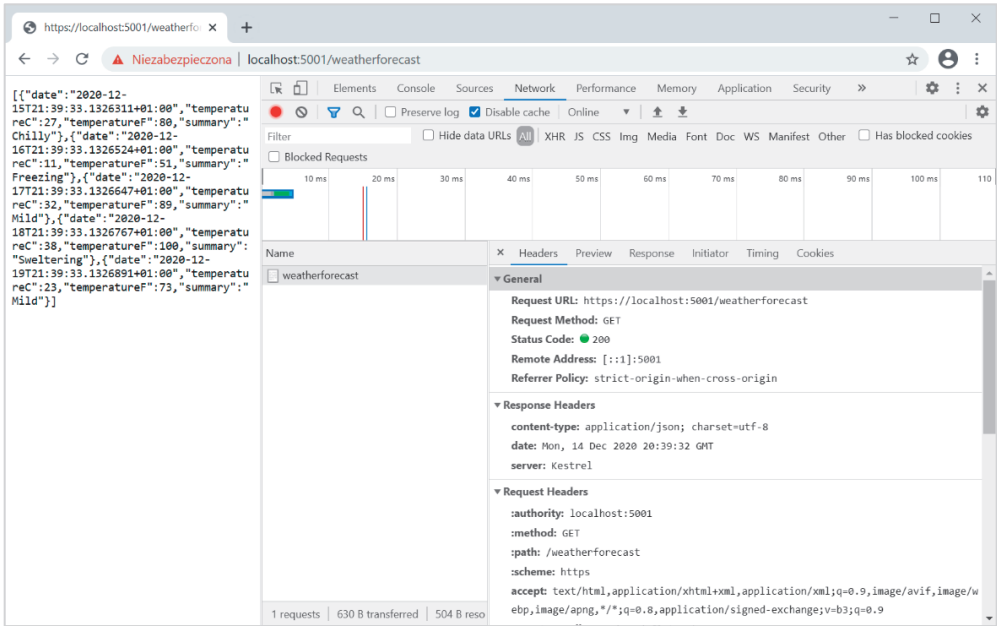 https://localhost:5001/weatherfo
Niezabezpieczona | localhost:5001/weatherforecast
[{"date":"2020-12-
15T21:39:33.1326311+01:00","temperatu
reC":27,"temperatureF":80,"summary":"
Chilly"},{"date":"2020-12-
16T21:39:33.1326524+01:00","temperatu
reC":11,"temperatureF":51,"summary":"
Freezing"},{"date":"2020-12-
17T21:39:33.1326647+01:00","temperatu
reC":32,"temperatureF":89,"summary":"
Mild"},{"date":"2020-12-
18T21:39:33.1326767+01:00","temperatu
reC":38,"temperatureF":100,"summary":
"Sweltering"},{"date":"2020-12-
19T21:39:33.1326891+01:00","temperatu
reC":23,"temperatureF":73,"summary":"
Mild"}]
Elements Console Sources Network Performance Memory Application Security »
Preserve log Disable cache Online
Filter Hide data URLs All XHR JS CSS Img Media Font Doc WS Manifest Other Has blocked cookies
Blocked Requests
10 ms 20 ms 30 ms 40 ms 50 ms 60 ms 70 ms 80 ms 90 ms 100 ms 110
Name
weatherforecast
1 requests 630 B transferred 504 B reso
Headers Preview Response Initiator Timing Cookies
General
Request URL: https://localhost:5001/weatherforecast
Request Method: GET
Status Code: 200
Remote Address: [::1]:5001
Referrer Policy: strict-origin-when-cross-origin
Response Headers
content-type: application/json; charset=utf-8
date: Mon, 14 Dec 2020 20:39:32 GMT
server: Kestrel
Request Headers
:authority: localhost:5001
:method: GET
:path: /weatherforecast
:scheme: https
accept: text/html,application/xhtml+xml,application/xml;q=0.9,image/avif,image/w
ebp,image/apng,*/*;q=0.8,application/signed-exchange;v=b3;q=0.9